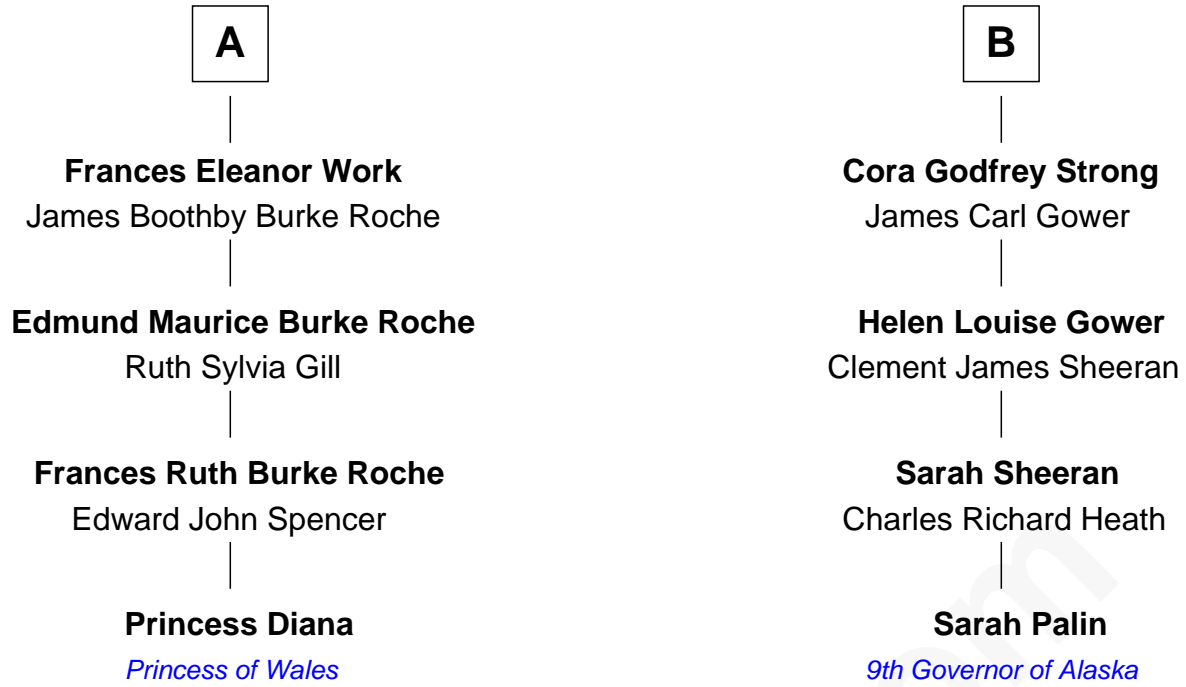 A
Frances Eleanor Work
James Boothby Burke Roche
Edmund Maurice Burke Roche
Ruth Sylvia Gill
Frances Ruth Burke Roche
Edward John Spencer
Princess Diana
Princess of Wales
B
Cora Godfrey Strong
James Carl Gower
Helen Louise Gower
Clement James Sheeran
Sarah Sheeran
Charles Richard Heath
Sarah Palin
9th Governor of Alaska